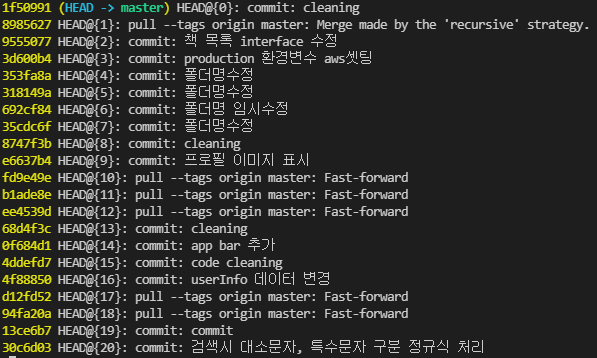 1f50991 (HEAD -> master) HEAD@{0}: commit: cleaning
8985627 HEAD@{1}: pull --tags origin master: Merge made by the 'recursive' strategy.
9555077 HEAD@{2}: commit: 책 목록 interface 수정
3d600b4 HEAD@{3}: commit: production 환경변수 aws셋팅
353fa8a HEAD@{4}: commit: 폴더명수정
318149a HEAD@{5}: commit: 폴더명수정
692cf84 HEAD@{6}: commit: 폴더명 임시수정
35cdc6f HEAD@{7}: commit: 폴더명수정
8747f3b HEAD@{8}: commit: cleaning
e6637b4 HEAD@{9}: commit: 프로필 이미지 표시
fd9e49e HEAD@{10}: pull --tags origin master: Fast-forward
b1ade8e HEAD@{11}: pull --tags origin master: Fast-forward
ee4539d HEAD@{12}: pull --tags origin master: Fast-forward
68d4f3c HEAD@{13}: commit: cleaning
0f684d1 HEAD@{14}: commit: app bar 추가
4ddefd7 HEAD@{15}: commit: code cleaning
4f88850 HEAD@{16}: commit: userInfo 데이터 변경
d12fd52 HEAD@{17}: pull --tags origin master: Fast-forward
94fa20a HEAD@{18}: pull --tags origin master: Fast-forward
13ce6b7 HEAD@{19}: commit: commit
30c6d03 HEAD@{20}: commit: 검색시 대소문자, 특수문자 구분 정규식 처리